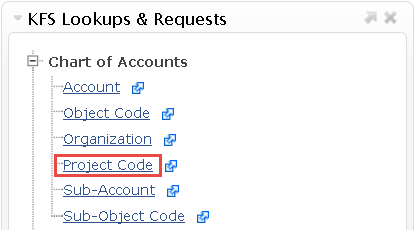 KFS Lookups & Requests
Chart of Accounts
Account
Object Code
Organization
Project Code
Sub-Account
Sub-Object Code